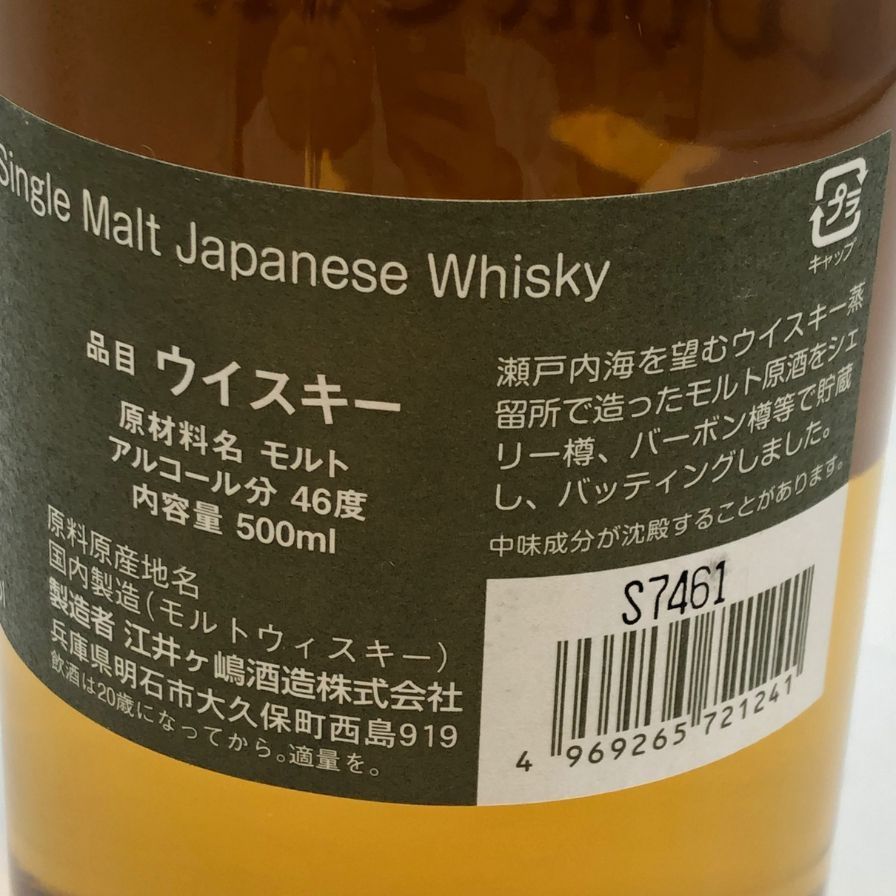 Single Malt Japanese Whisky
品目 ウイスキー
原材料名 モルト
アルコール分 46度
内容量 500ml
原料原産地名
国内製造(モルトウィスキー)
製造者 江井ヶ嶋酒造株式会社
兵庫県明石市大久保町西島919
飲酒は20歳になってから。適量を。
プラ
キャップ
瀬戸内海を望むウイスキー蒸
留所で造ったモルト原酒をシェ
リー樽、バーボン樽等で貯蔵
し、バッティングしました。
中味成分が沈殿することがあります。
S7461
4 969265 721241